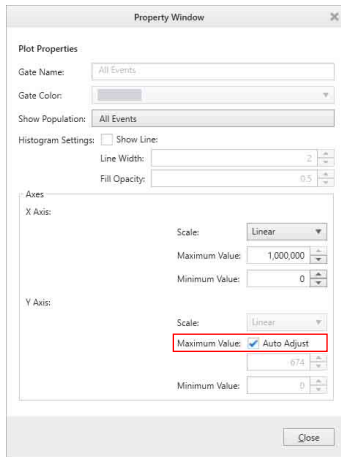 Property Window
Plot Properties
Gate Name: All Events
Gate Color:
Show Population: All Events
Histogram Settings: Show Line:
Line Width: 2
Fill Opacity: 0.5
Axes
X Axis:
Scale: Linear
Maximum Value: 1,000,000
Minimum Value: 0
Y Axis:
Scale: Linear
Maximum Value: Auto Adjust
674
Minimum Value: 0
Close